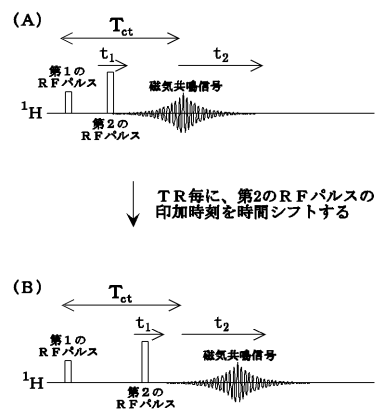 (A)
Tct
t1
t2
第1の
RFパルス
磁気共鳴信号
1H
第2の
RFパルス
TR毎に、第2のRFパルスの
印加時刻を時間シフトする
(B)
Tct
t1
t2
第1の
RFパルス
磁気共鳴信号
1H
第2の
RFパルス